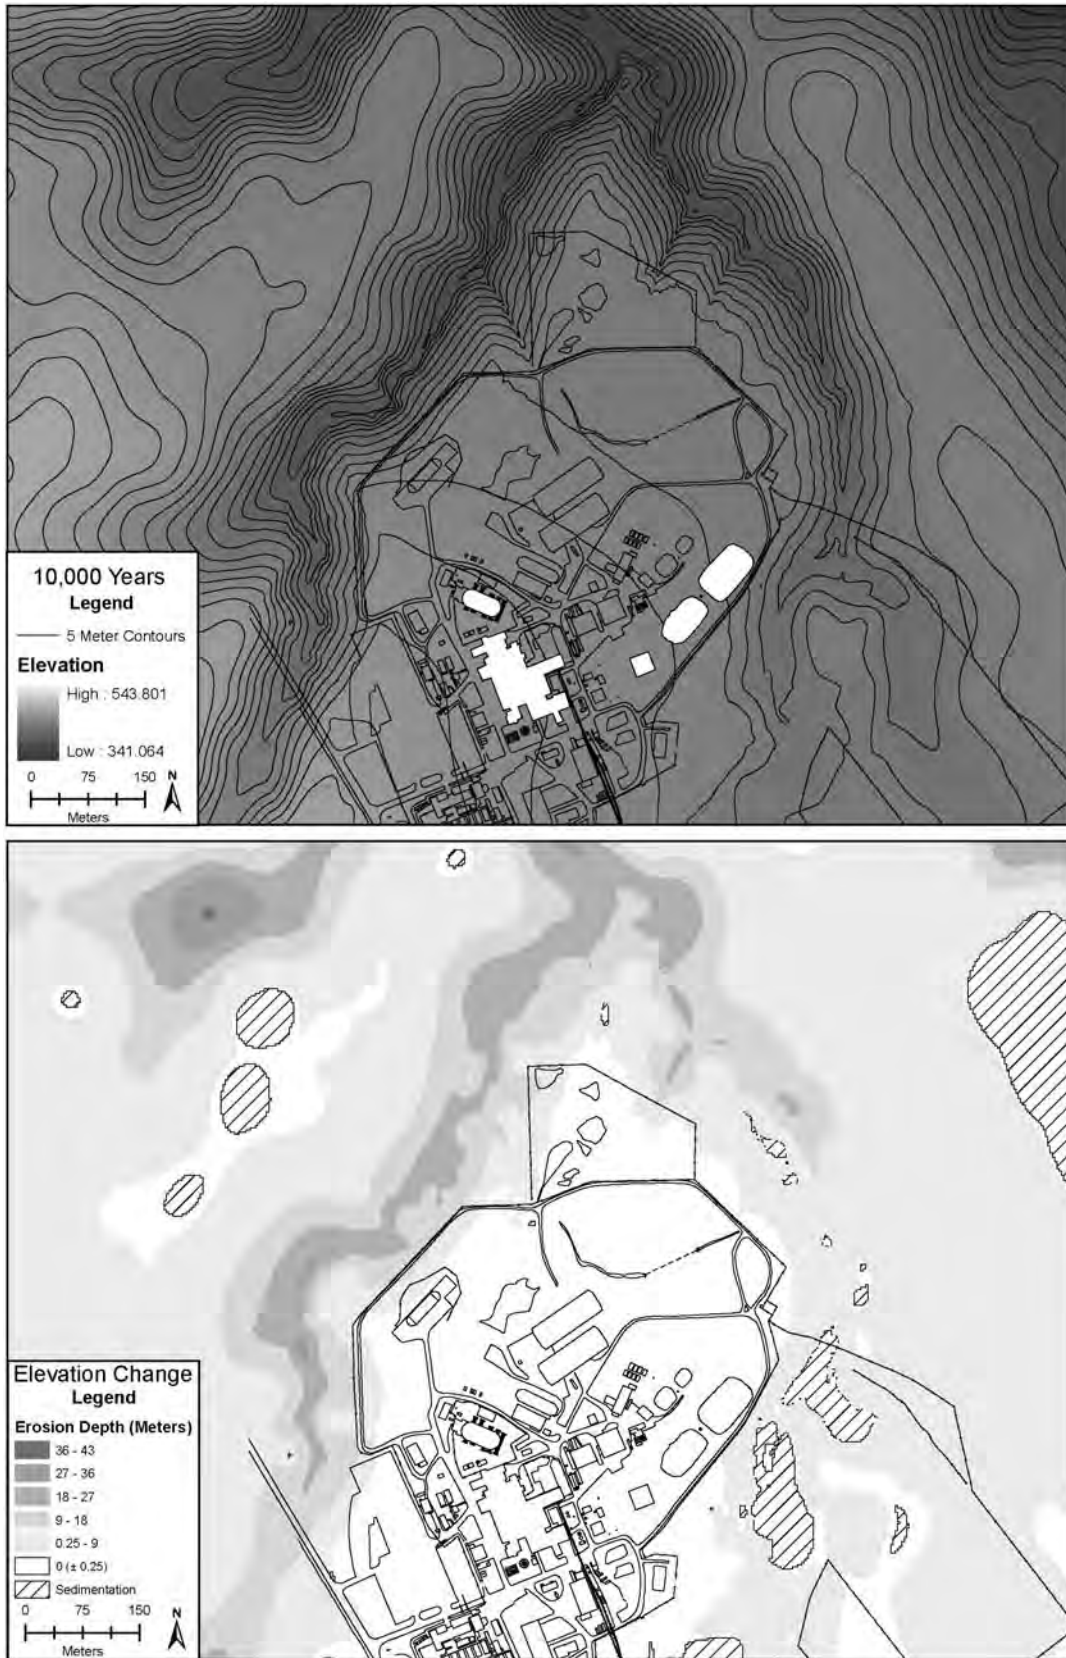 10,000 Years
Legend
5 Meter Contours
Elevation
High : 543.801
Low : 341.064
0 75 150 N
Meters
Elevation Change
Legend
Erosion Depth (Meters)
36 - 43
27 - 36
18 - 27
9 - 18
0.25 - 9
0 (± 0.25)
Sedimentation
0 75 150 N
Meters